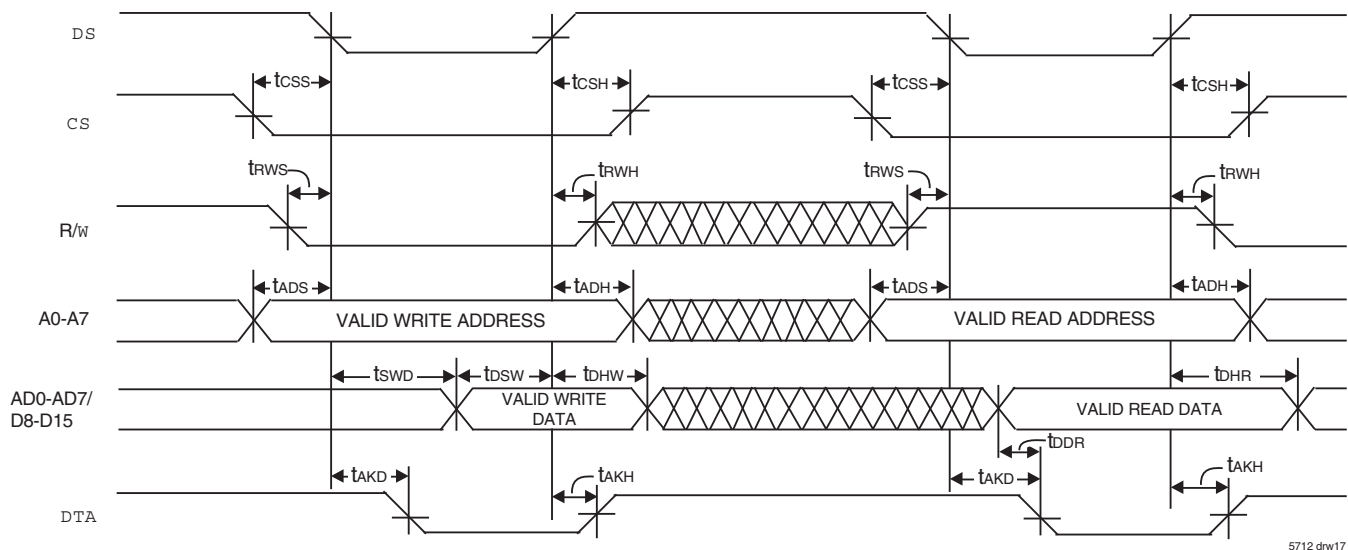 DS
tCSS tCSH tCSS tCSH
CS
tRWS tRWH tRWS tRWH
R/W
tADS tADH tADS tADH
A0-A7 VALID WRITE ADDRESS VALID READ ADDRESS
tSWD tDSW tDHW tDHR
AD0-AD7/
D8-D15
VALID WRITE
DATA
VALID READ DATA
tDDR
tAKD tAKH tAKD tAKH
DTA
5712 drw17